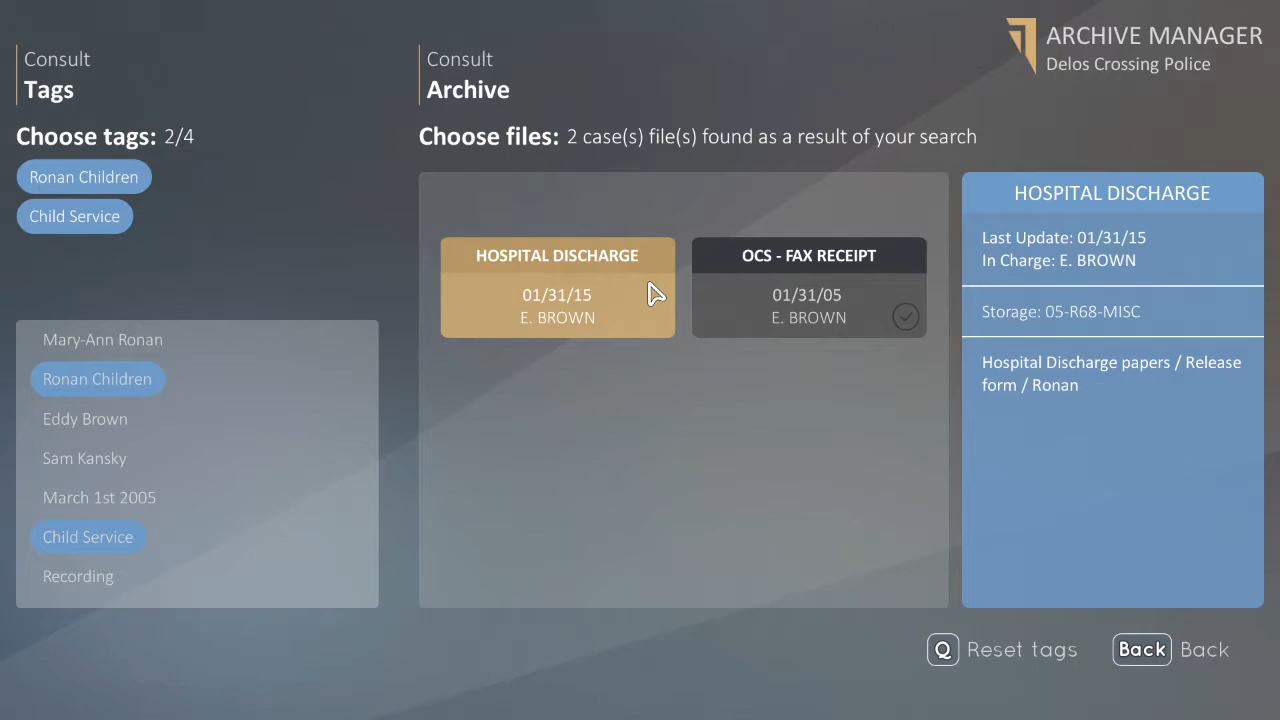 Consult
Tags
Choose tags: 2/4
Ronan Children
Child Service
Mary-Ann Ronan
Ronan Children
Eddy Brown
Sam Kansky
March 1st 2005
Child Service
Recording
Consult
Archive
Choose files: 2 case(s) file(s) found as a result of your search
HOSPITAL DISCHARGE
01/31/15
E. BROWN
OCS - FAX RECEIPT
01/31/05
E. BROWN
ARCHIVE MANAGER
Delos Crossing Police
HOSPITAL DISCHARGE
Last Update: 01/31/15
In Charge: E. BROWN
Storage: 05-R68-MISC
Hospital Discharge papers / Release
form / Ronan
Q Reset tags
Back Back